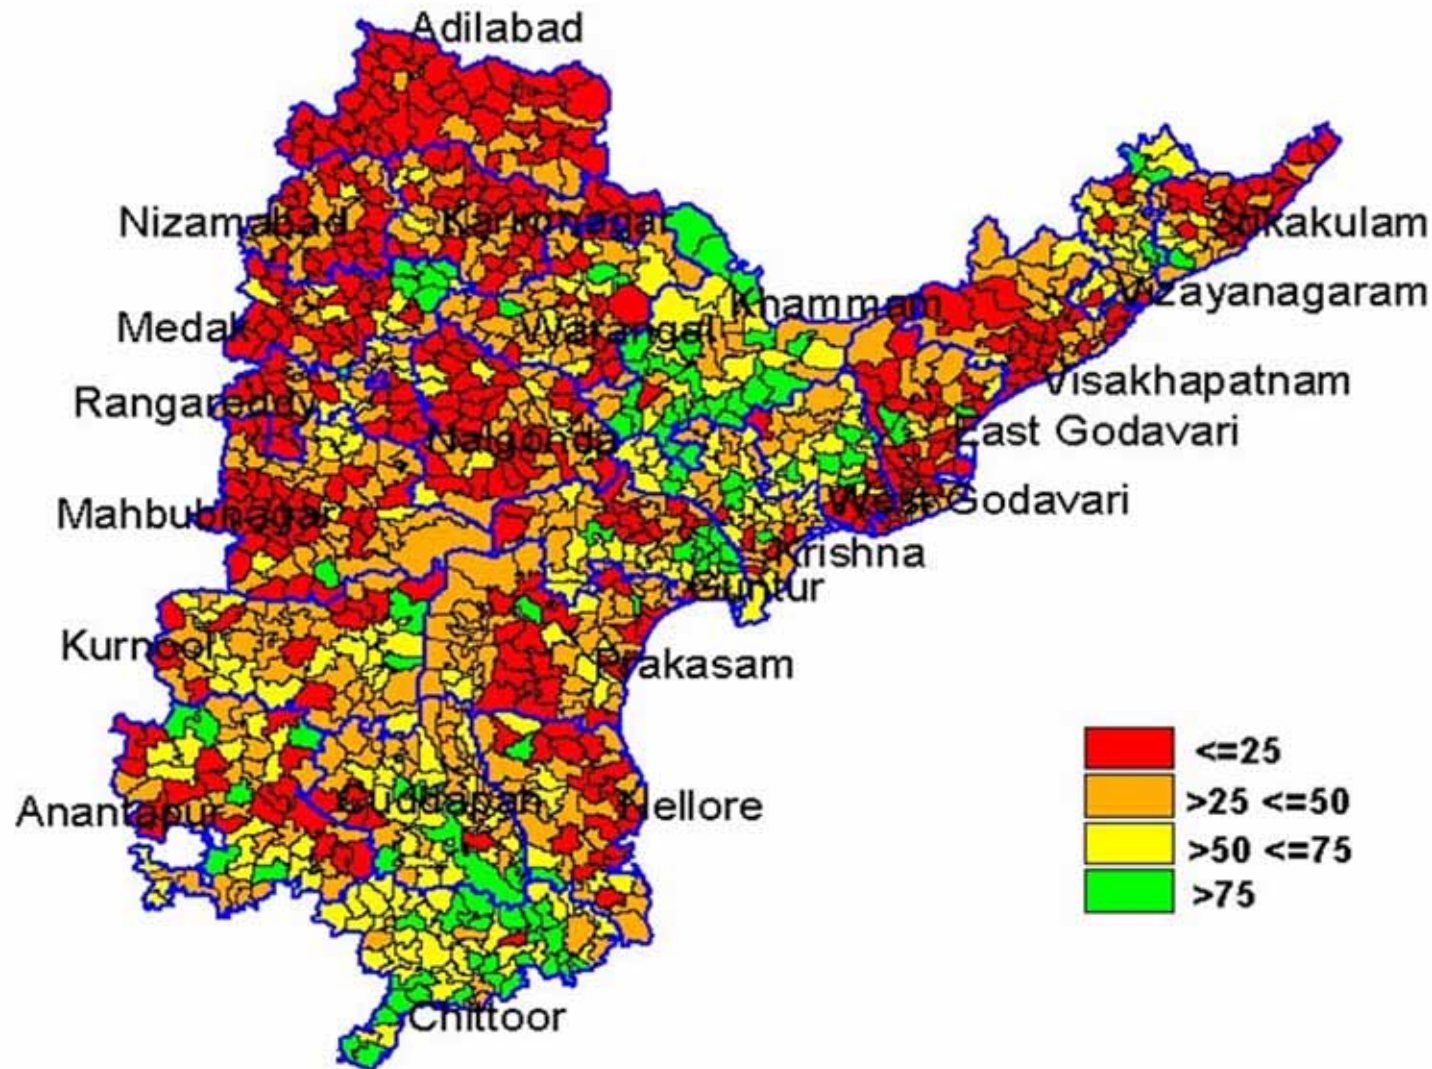 Adilabad
Nizamabad
Karkonagar
Srikakulam
Vizayanagaram
Khammam
Medak
Warangal
Visakhapatnam
Rangareddy
East Godavari
Nalgonda
West Godavari
Mahbubnagar
Krishna
Guntur
Kurnool
Prakasam
<=25
>25 <=50
Anantapur
Cuddapah
Nellore
>50 <=75
>75
Chittoor